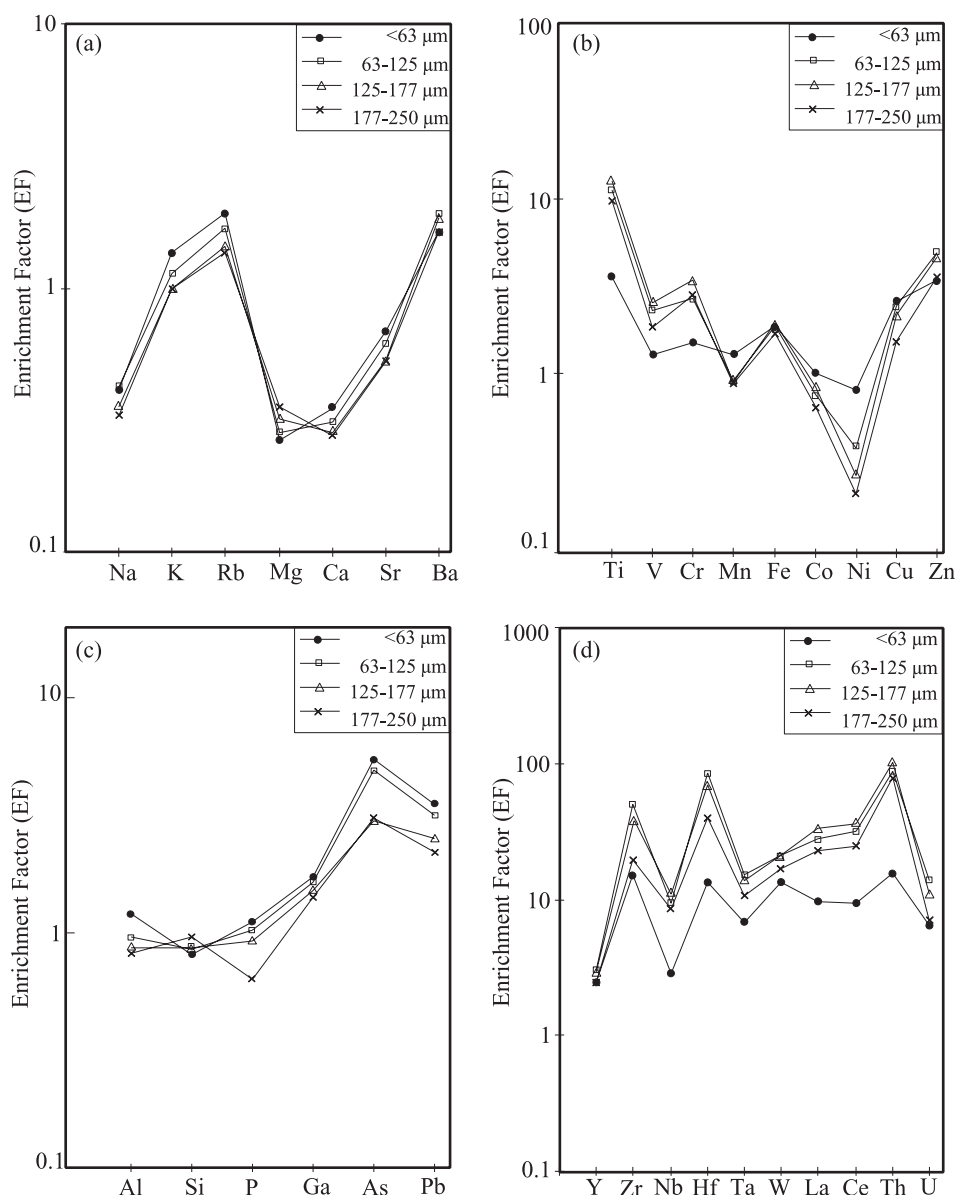 (a)
<63 μm
63-125 μm
125-177 μm
177-250 μm
10
1
0.1
Enrichment Factor (EF)
Na K Rb Mg Ca Sr Ba
(b)
<63 μm
63-125 μm
125-177 μm
177-250 μm
100
10
1
0.1
Enrichment Factor (EF)
Ti V Cr Mn Fe Co Ni Cu Zn
(c)
<63 μm
63-125 μm
125-177 μm
177-250 μm
10
1
0.1
Enrichment Factor (EF)
Al Si P Ga As Pb
(d)
<63 μm
63-125 μm
125-177 μm
177-250 μm
1000
100
10
1
0.1
Enrichment Factor (EF)
Y Zr Nb Hf Ta W La Ce Th U